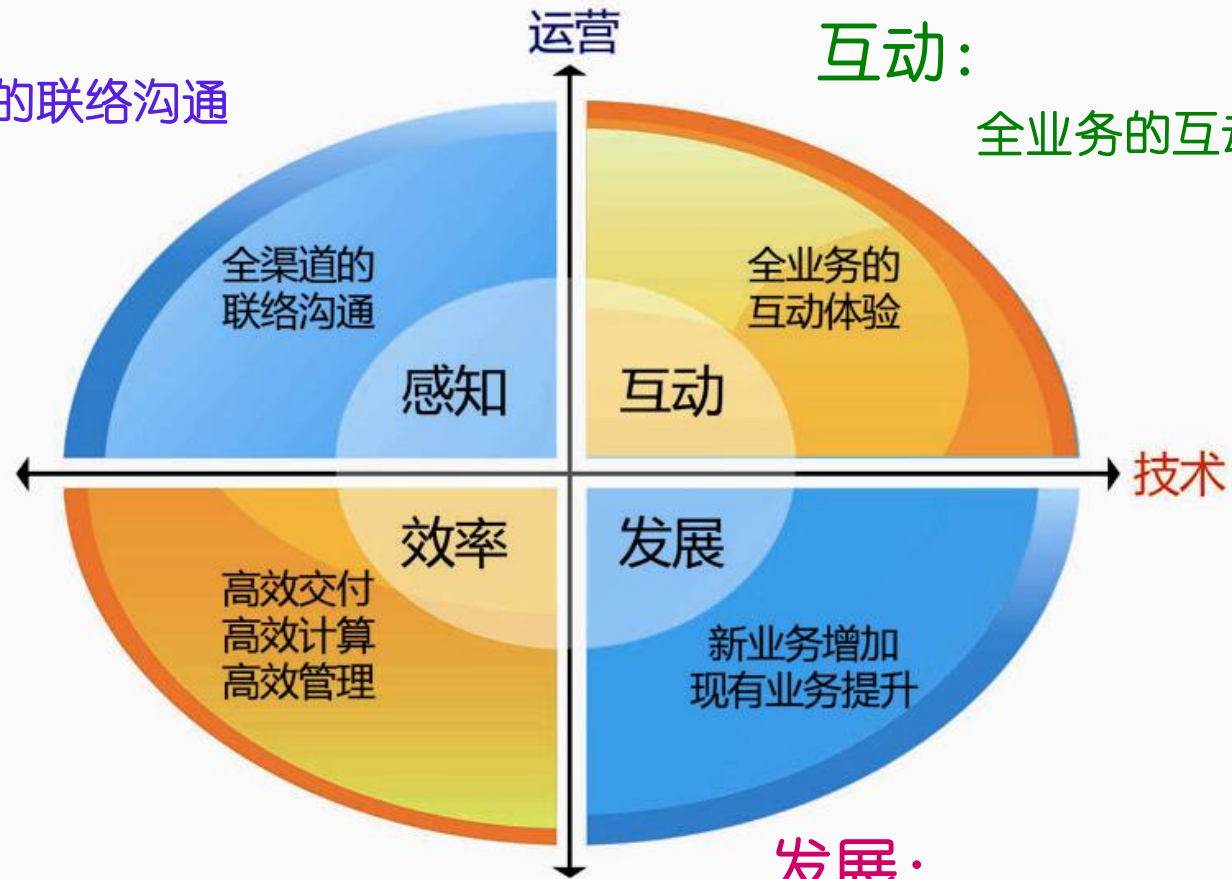 运营
互动：
的联络沟通
全业务的互
全渠道的
联络沟通
全业务的
互动体验
感知
互动
技术
效率
发展
高效交付
高效计算
高效管理
新业务增加
现有业务提升
发展：